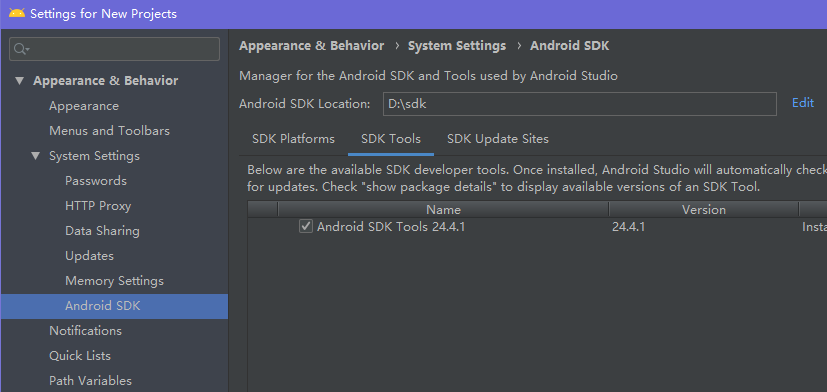 Settings for New Projects
Appearance & Behavior
Appearance
Menus and Toolbars
System Settings
Passwords
HTTP Proxy
Data Sharing
Updates
Memory Settings
Android SDK
Notifications
Quick Lists
Path Variables
Appearance & Behavior › System Settings › Android SDK
Manager for the Android SDK and Tools used by Android Studio
Android SDK Location: D:\sdk Edit
SDK Platforms SDK Tools SDK Update Sites
Below are the available SDK developer tools. Once installed, Android Studio will automatically check
for updates. Check "show package details" to display available versions of an SDK Tool.
Name Version
Android SDK Tools 24.4.1 24.4.1 Insta